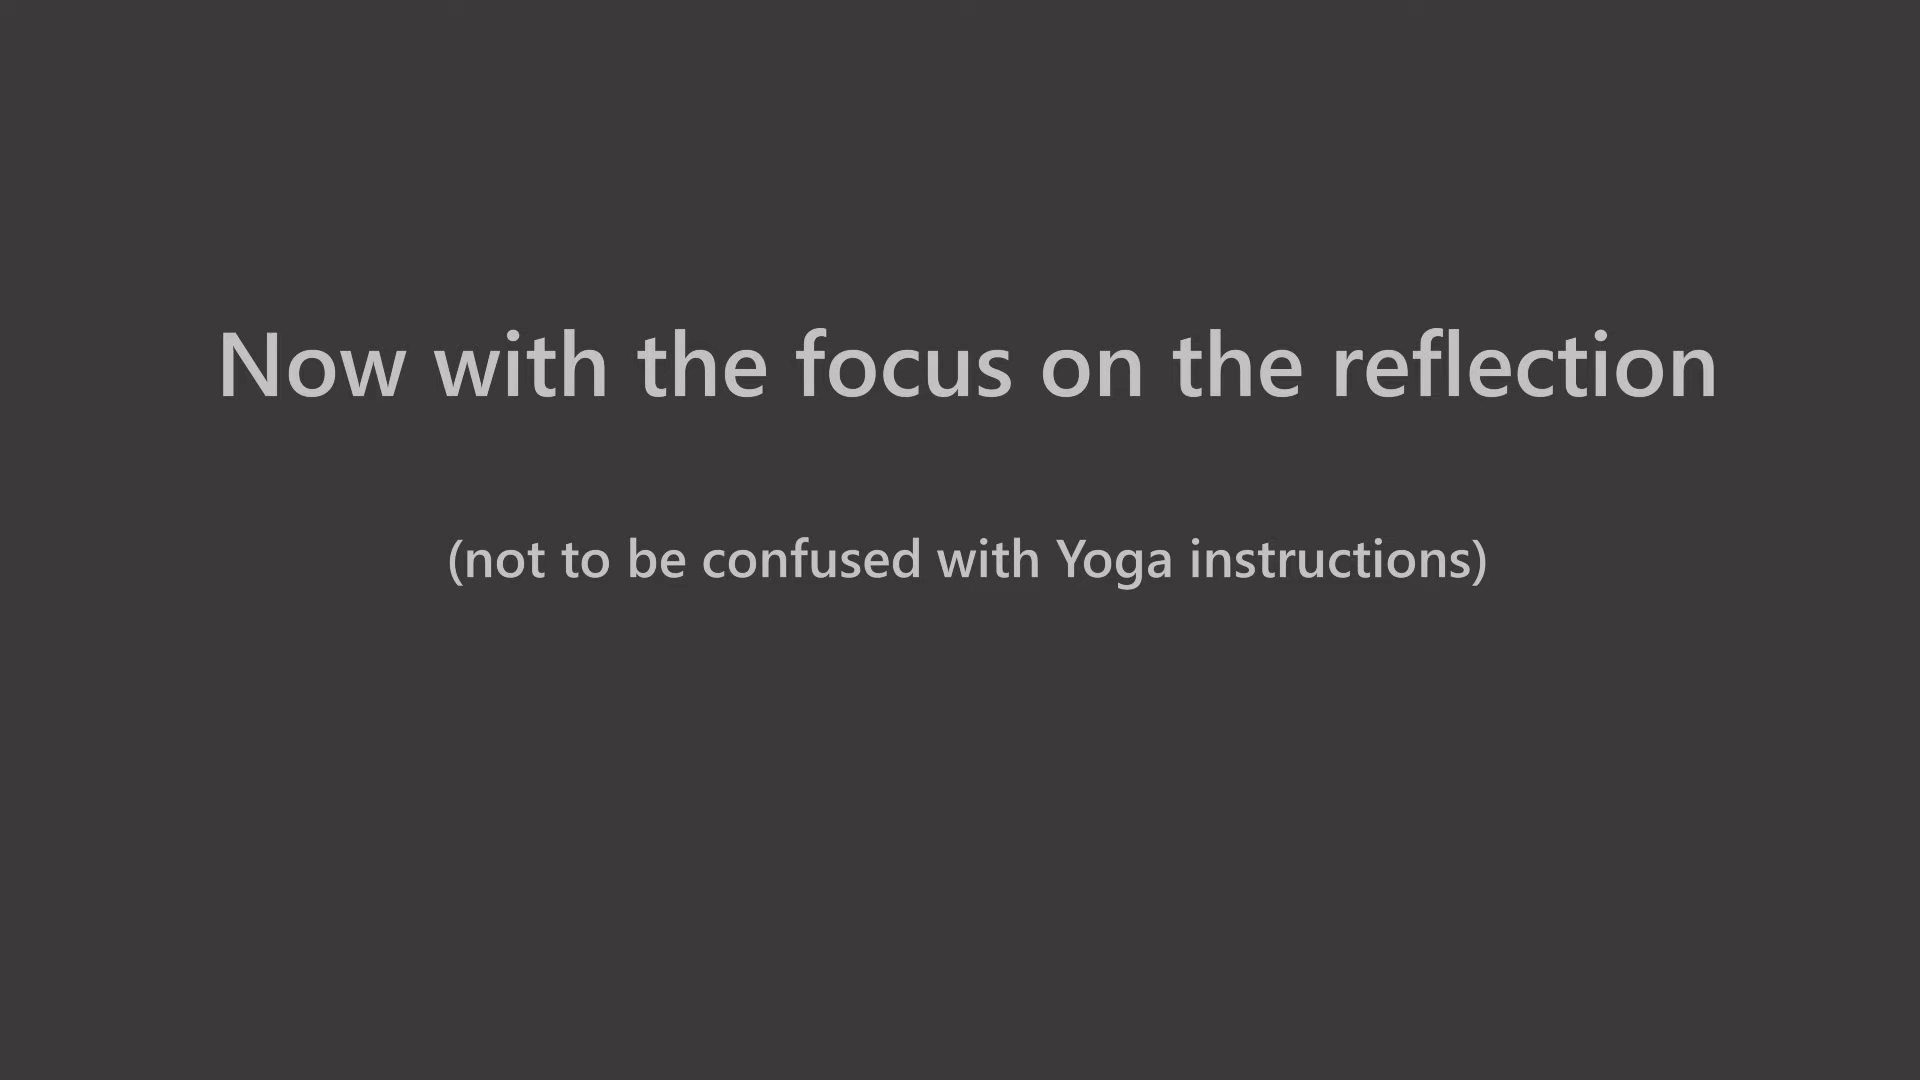 Now with the focus on the reflection
(not to be confused with Yoga instructions)